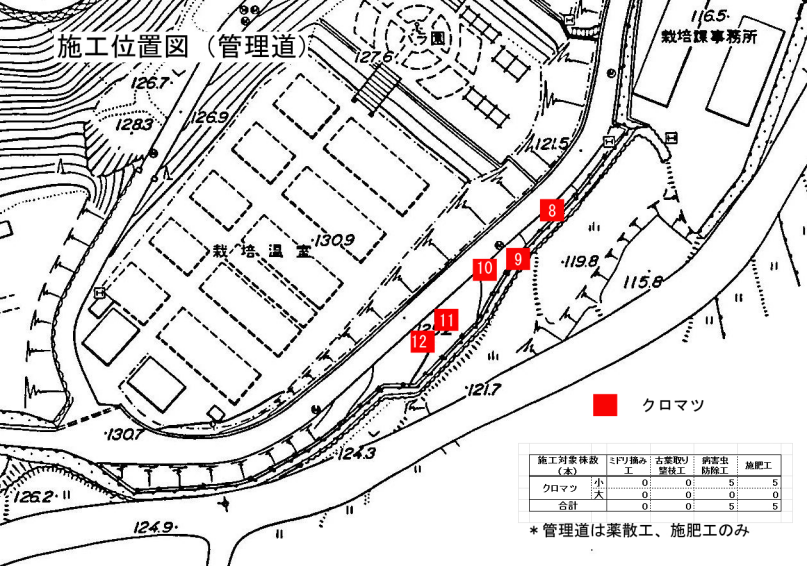 施工位置図（管理道）
116.5
栽培課事務所
127.6
126.7
128.3
126.9
121.5
8
130.9
栽培温室
9
119.8
10
115.8
11
12
121.7
クロマツ
130.7
124.3
126.2
124.9
施工対象株数（本） ミドリ摘み工 古葉取り整枝工 病害虫防除工 施肥工
クロマツ 小 0 0 5 5
大 0 0 0 0
合計 0 0 5 5
*管理道は薬散工、施肥工のみ